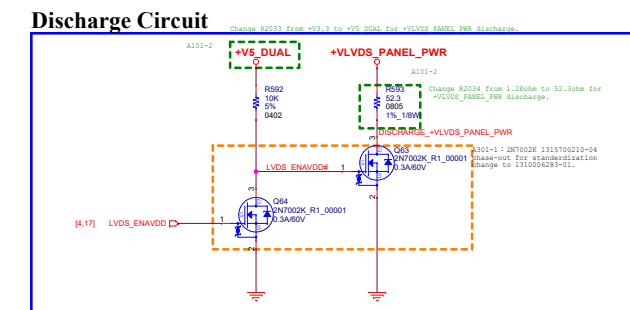 Discharge Circuit
Change R2033 from +V3.3 to +V5_DUAL for +VLVDS_PANEL_PWR discharge.
A101-2
+V5_DUAL
+VLVDS_PANEL_PWR
A101-2
R592
10K
5%
0402
R593
52.3
0805
1%_1/8W
Change R2034 from 1.2Kohm to 52.3ohm for
+VLVDS_PANEL_PWR discharge.
DISCHARGE_+VLVDS_PANEL_PWR
3
Q63
2N7002K_R1_00001
0.3A/60V
A301-1 : 2N7002K 1315700210-04
phase-out for standerdization
change to 1310006283-01.
LVDS_ENAVDD#
1
2
3
Q64
2N7002K_R1_00001
0.3A/60V
[4,17]
LVDS_ENAVDD
1
2